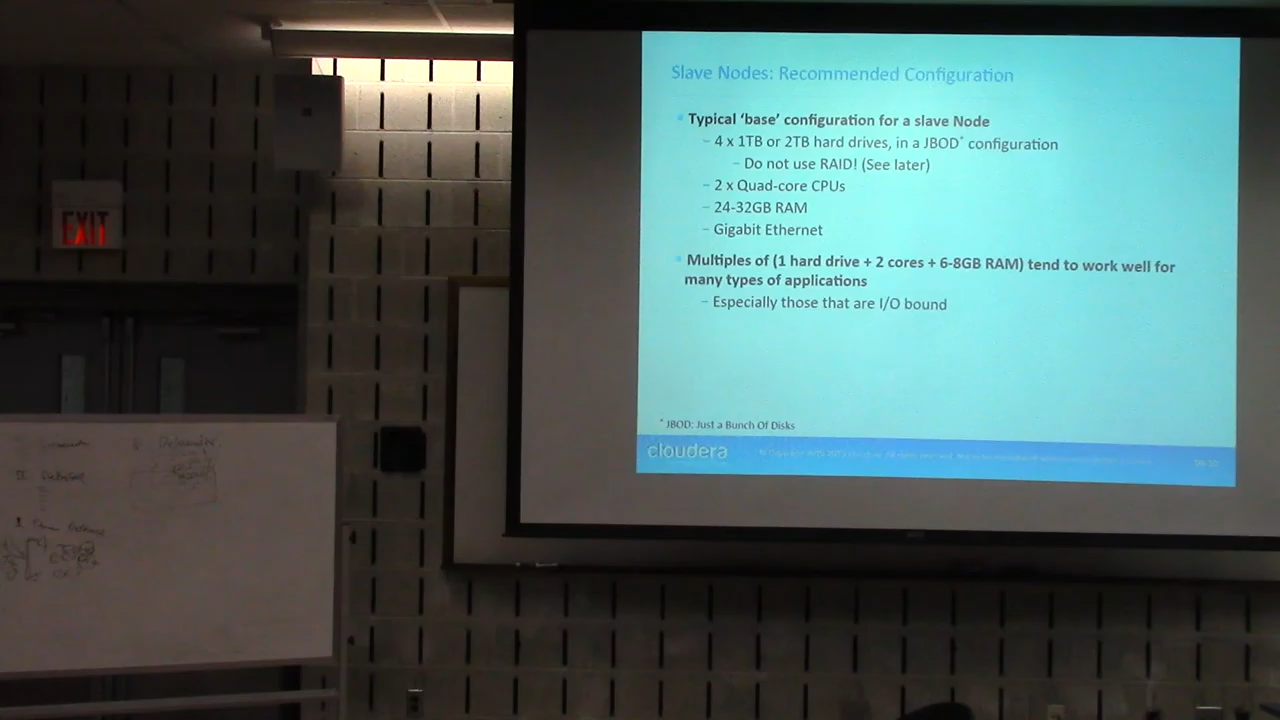 EXIT
Slave Nodes: Recommended Configuration
Typical ‘base’ configuration for a slave Node
– 4 x 1TB or 2TB hard drives, in a JBOD* configuration
– Do not use RAID! (See later)
– 2 x Quad-core CPUs
– 24-32GB RAM
– Gigabit Ethernet
Multiples of (1 hard drive + 2 cores + 6-8GB RAM) tend to work well for
many types of applications
– Especially those that are I/O bound
* JBOD: Just a Bunch Of Disks
cloudera